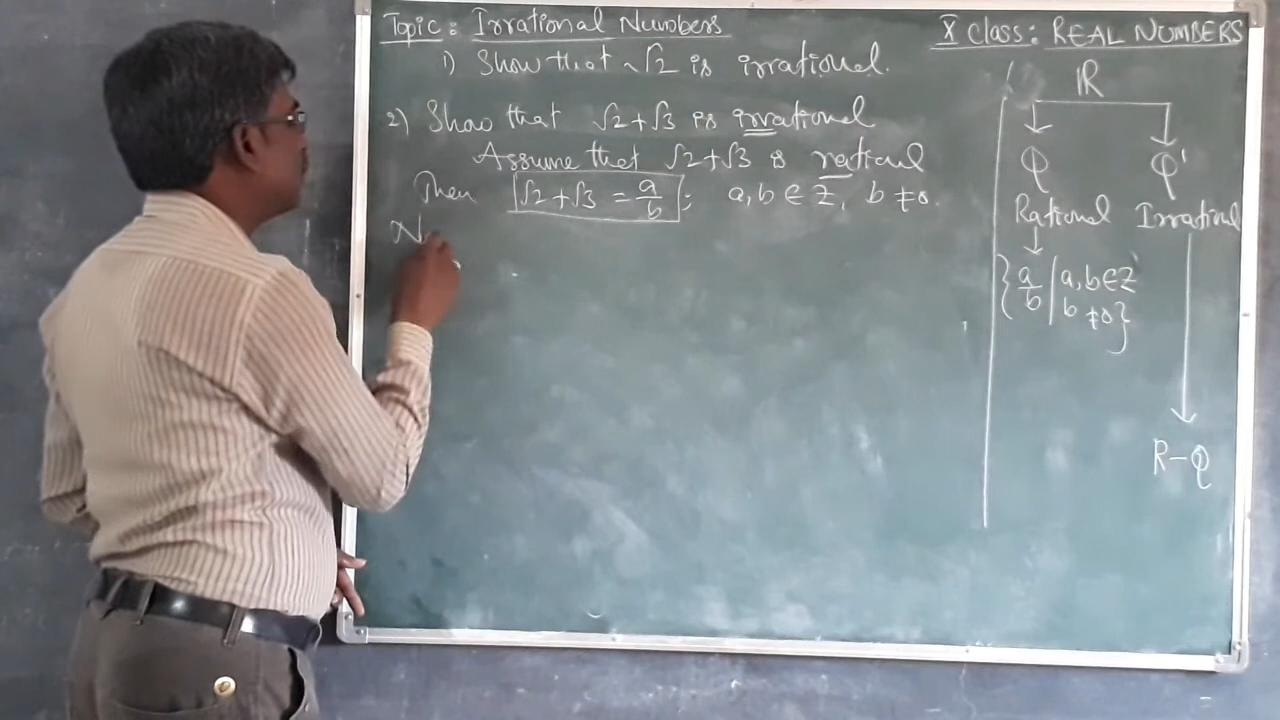 Topic: Irrational Numbers
1) Show that √2 is irrational.
2) Show that √2+√3 is irrational
Assume that √2+√3 is rational
Then √2+√3 = a/b ; a,b ∈ Z, b ≠ 0.
X Class: REAL NUMBERS
ℝ
Q Q'
Rational Irrational
{a/b / a,b∈Z
b ≠ 0}
R-Q